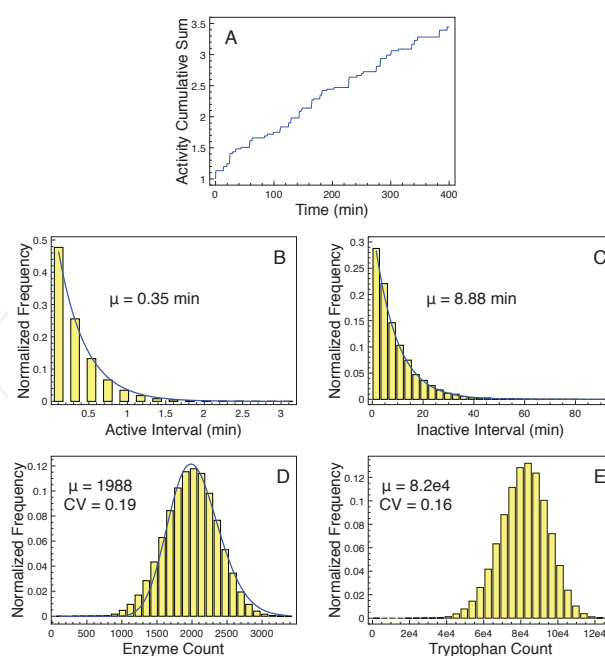 A
Activity Cumulative Sum
3.5
3
2.5
2
1.5
1
0 100 200 300 400
Time (min)
B
Normalized Frequency
0.5
0.4
0.3
0.2
0.1
0
μ = 0.35 min
0.5 1 1.5 2 2.5 3
Active Interval (min)
C
Normalized Frequency
0.3
0.25
0.2
0.15
0.1
0.05
0
μ = 8.88 min
0 20 40 60 80
Inactive Interval (min)
D
Normalized Frequency
0.12
0.1
0.08
0.06
0.04
0.02
0
μ = 1988
CV = 0.19
0 500 1000 1500 2000 2500 3000
Enzyme Count
E
Normalized Frequency
0.12
0.1
0.08
0.06
0.04
0.02
0
μ = 8.2e4
CV = 0.16
0 2e4 4e4 6e4 8e4 10e4 12e4
Tryptophan Count